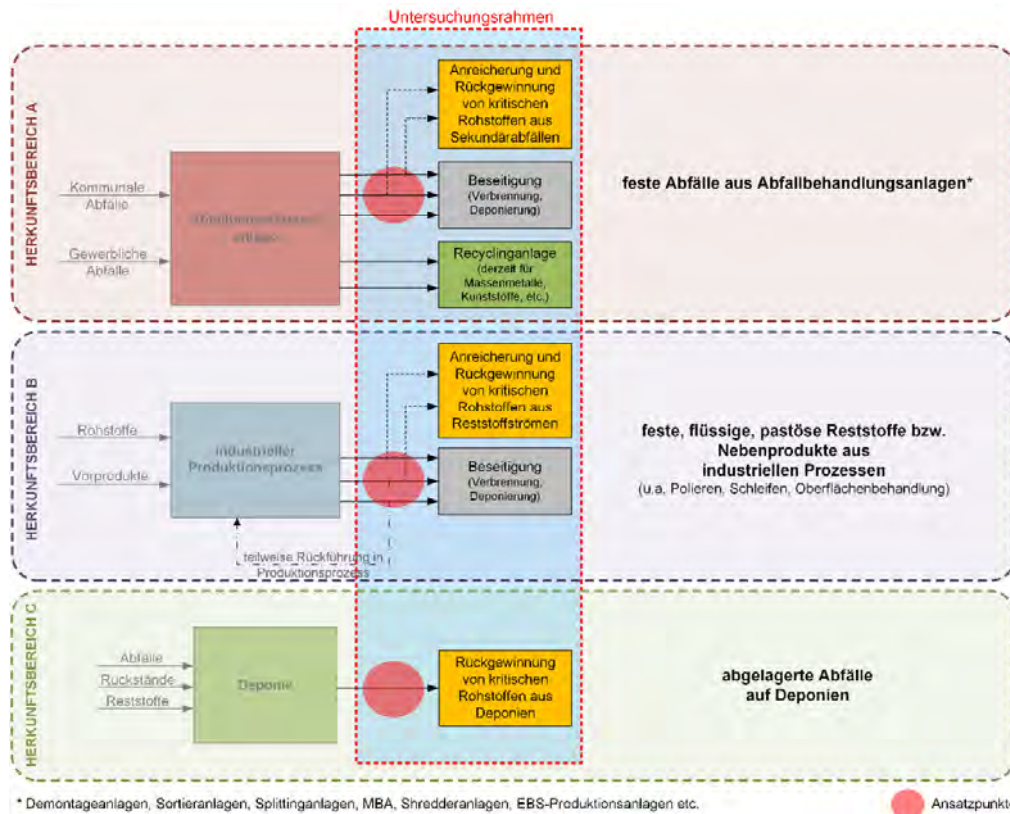 Untersuchungsrahmen
HERKUNFTSBEREICH A
Kommunale
Abfälle
Gewerbliche
Abfälle
Anreicherung und
Rückgewinnung
von kritischen
Rohstoffen aus
Sekundärabfällen
Beseitigung
(Verbrennung,
Deponierung)
Recyclinganlage
(derzeit für
Massenmetalle,
Kunststoffe, etc.)
feste Abfälle aus Abfallbehandlungsanlagen*
HERKUNFTSBEREICH B
Rohstoffe
Vorprodukte
Industrieller
Produktionsprozess
teilweise Rückführung in
Produktionsprozess
Anreicherung und
Rückgewinnung
von kritischen
Rohstoffen aus
Reststoffströmen
Beseitigung
(Verbrennung,
Deponierung)
feste, flüssige, pastöse Reststoffe bzw.
Nebenprodukte aus
industriellen Prozessen
(u.a. Polieren, Schleifen, Oberflächenbehandlung)
HERKUNFTSBEREICH C
Abfälle
Rückstände
Reststoffe
Deponie
Rückgewinnung
von kritischen
Rohstoffen aus
Deponien
abgelagerte Abfälle
auf Deponien
* Demontageanlagen, Sortieranlagen, Splittinganlagen, MBA, Shredderanlagen, EBS-Produktionsanlagen etc.
Ansatzpunkte